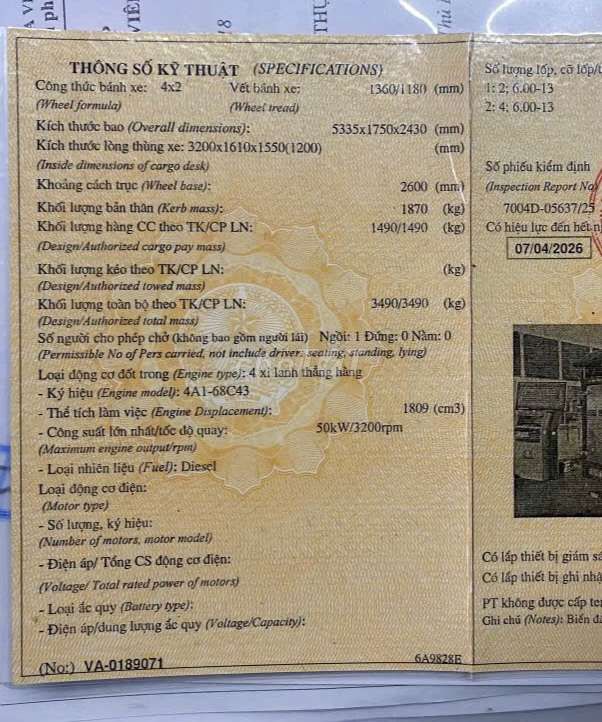 THÔNG SỐ KỸ THUẬT (SPECIFICATIONS)
Công thức bánh xe: 4x2 Vết bánh xe: 1360/1180 (mm)
(Wheel formula) (Wheel tread)
Kích thước bao (Overall dimensions): 5335x1750x2430 (mm)
Kích thước lòng thùng xe: 3200x1610x1550(1200) (mm)
(Inside dimensions of cargo desk)
Khoảng cách trục (Wheel base): 2600 (mm)
Khối lượng bản thân (Kerb mass): 1870 (kg)
Khối lượng hàng CC theo TK/CP LN: 1490/1490 (kg)
(Design/Authorized cargo pay mass)
Khối lượng kéo theo TK/CP LN: (kg)
(Design/Authorized towed mass)
Khối lượng toàn bộ theo TK/CP LN: 3490/3490 (kg)
(Design/Authorized total mass)
Số người cho phép chở (không bao gồm người lái) Ngồi: 1 Đứng: 0 Nằm: 0
(Permissible No of Pers carried, not include driver: seating, standing, lying)
Loại động cơ đốt trong (Engine type): 4 xi lanh thẳng hàng
- Ký hiệu (Engine model): 4A1-68C43
- Thể tích làm việc (Engine Displacement): 1809 (cm3)
- Công suất lớn nhất/tốc độ quay: 50kW/3200rpm
(Maximum engine output/rpm)
- Loại nhiên liệu (Fuel): Diesel
Loại động cơ điện:
(Motor type)
- Số lượng, ký hiệu:
(Number of motors, motor model)
- Điện áp/ Tổng CS động cơ điện:
(Voltage/ Total rated power of motors)
- Loại ắc quy (Battery type):
- Điện áp/dung lượng ắc quy (Voltage/Capacity):
(No:) VA-0189071 6A9828E
Số lượng lốp, cỡ lốp/t
1: 2; 6.00-13
2: 4; 6.00-13
Số phiếu kiểm định
(Inspection Report No
7004D-05637/25
Có hiệu lực đến hết n
07/04/2026
Có lắp thiết bị giám sá
Có lắp thiết bị ghi nhậ
PT không được cấp te
Ghi chú (Notes): Biển đ